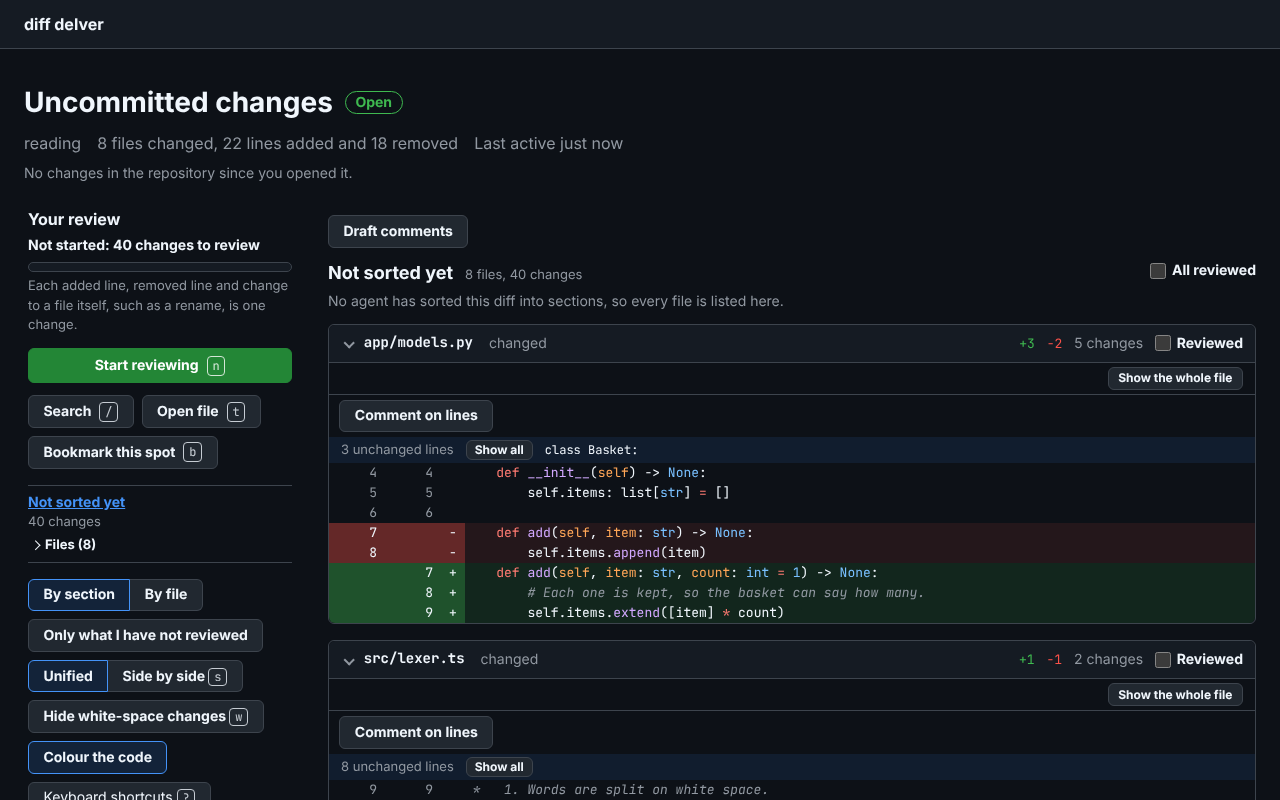 diff delver
Uncommitted changes Open
reading 8 files changed, 22 lines added and 18 removed Last active just now
No changes in the repository since you opened it.
Your review
Not started: 40 changes to review
Each added line, removed line and change
to a file itself, such as a rename, is one
change.
Start reviewing n
Search / Open file t
Bookmark this spot b
Not sorted yet
40 changes
Files (8)
By section By file
Only what I have not reviewed
Unified Side by side s
Hide white-space changes w
Colour the code
Keyboard shortcuts ?
Draft comments
Not sorted yet 8 files, 40 changes All reviewed
No agent has sorted this diff into sections, so every file is listed here.
app/models.py changed +3 -2 5 changes Reviewed
Show the whole file
Comment on lines
3 unchanged lines Show all class Basket:
4 4 def __init__(self) -> None:
5 5 self.items: list[str] = []
6 6
7 - def add(self, item: str) -> None:
8 - self.items.append(item)
7 + def add(self, item: str, count: int = 1) -> None:
8 + # Each one is kept, so the basket can say how many.
9 + self.items.extend([item] * count)
src/lexer.ts changed +1 -1 2 changes Reviewed
Show the whole file
Comment on lines
8 unchanged lines Show all
9 9 * 1. Words are split on white space.